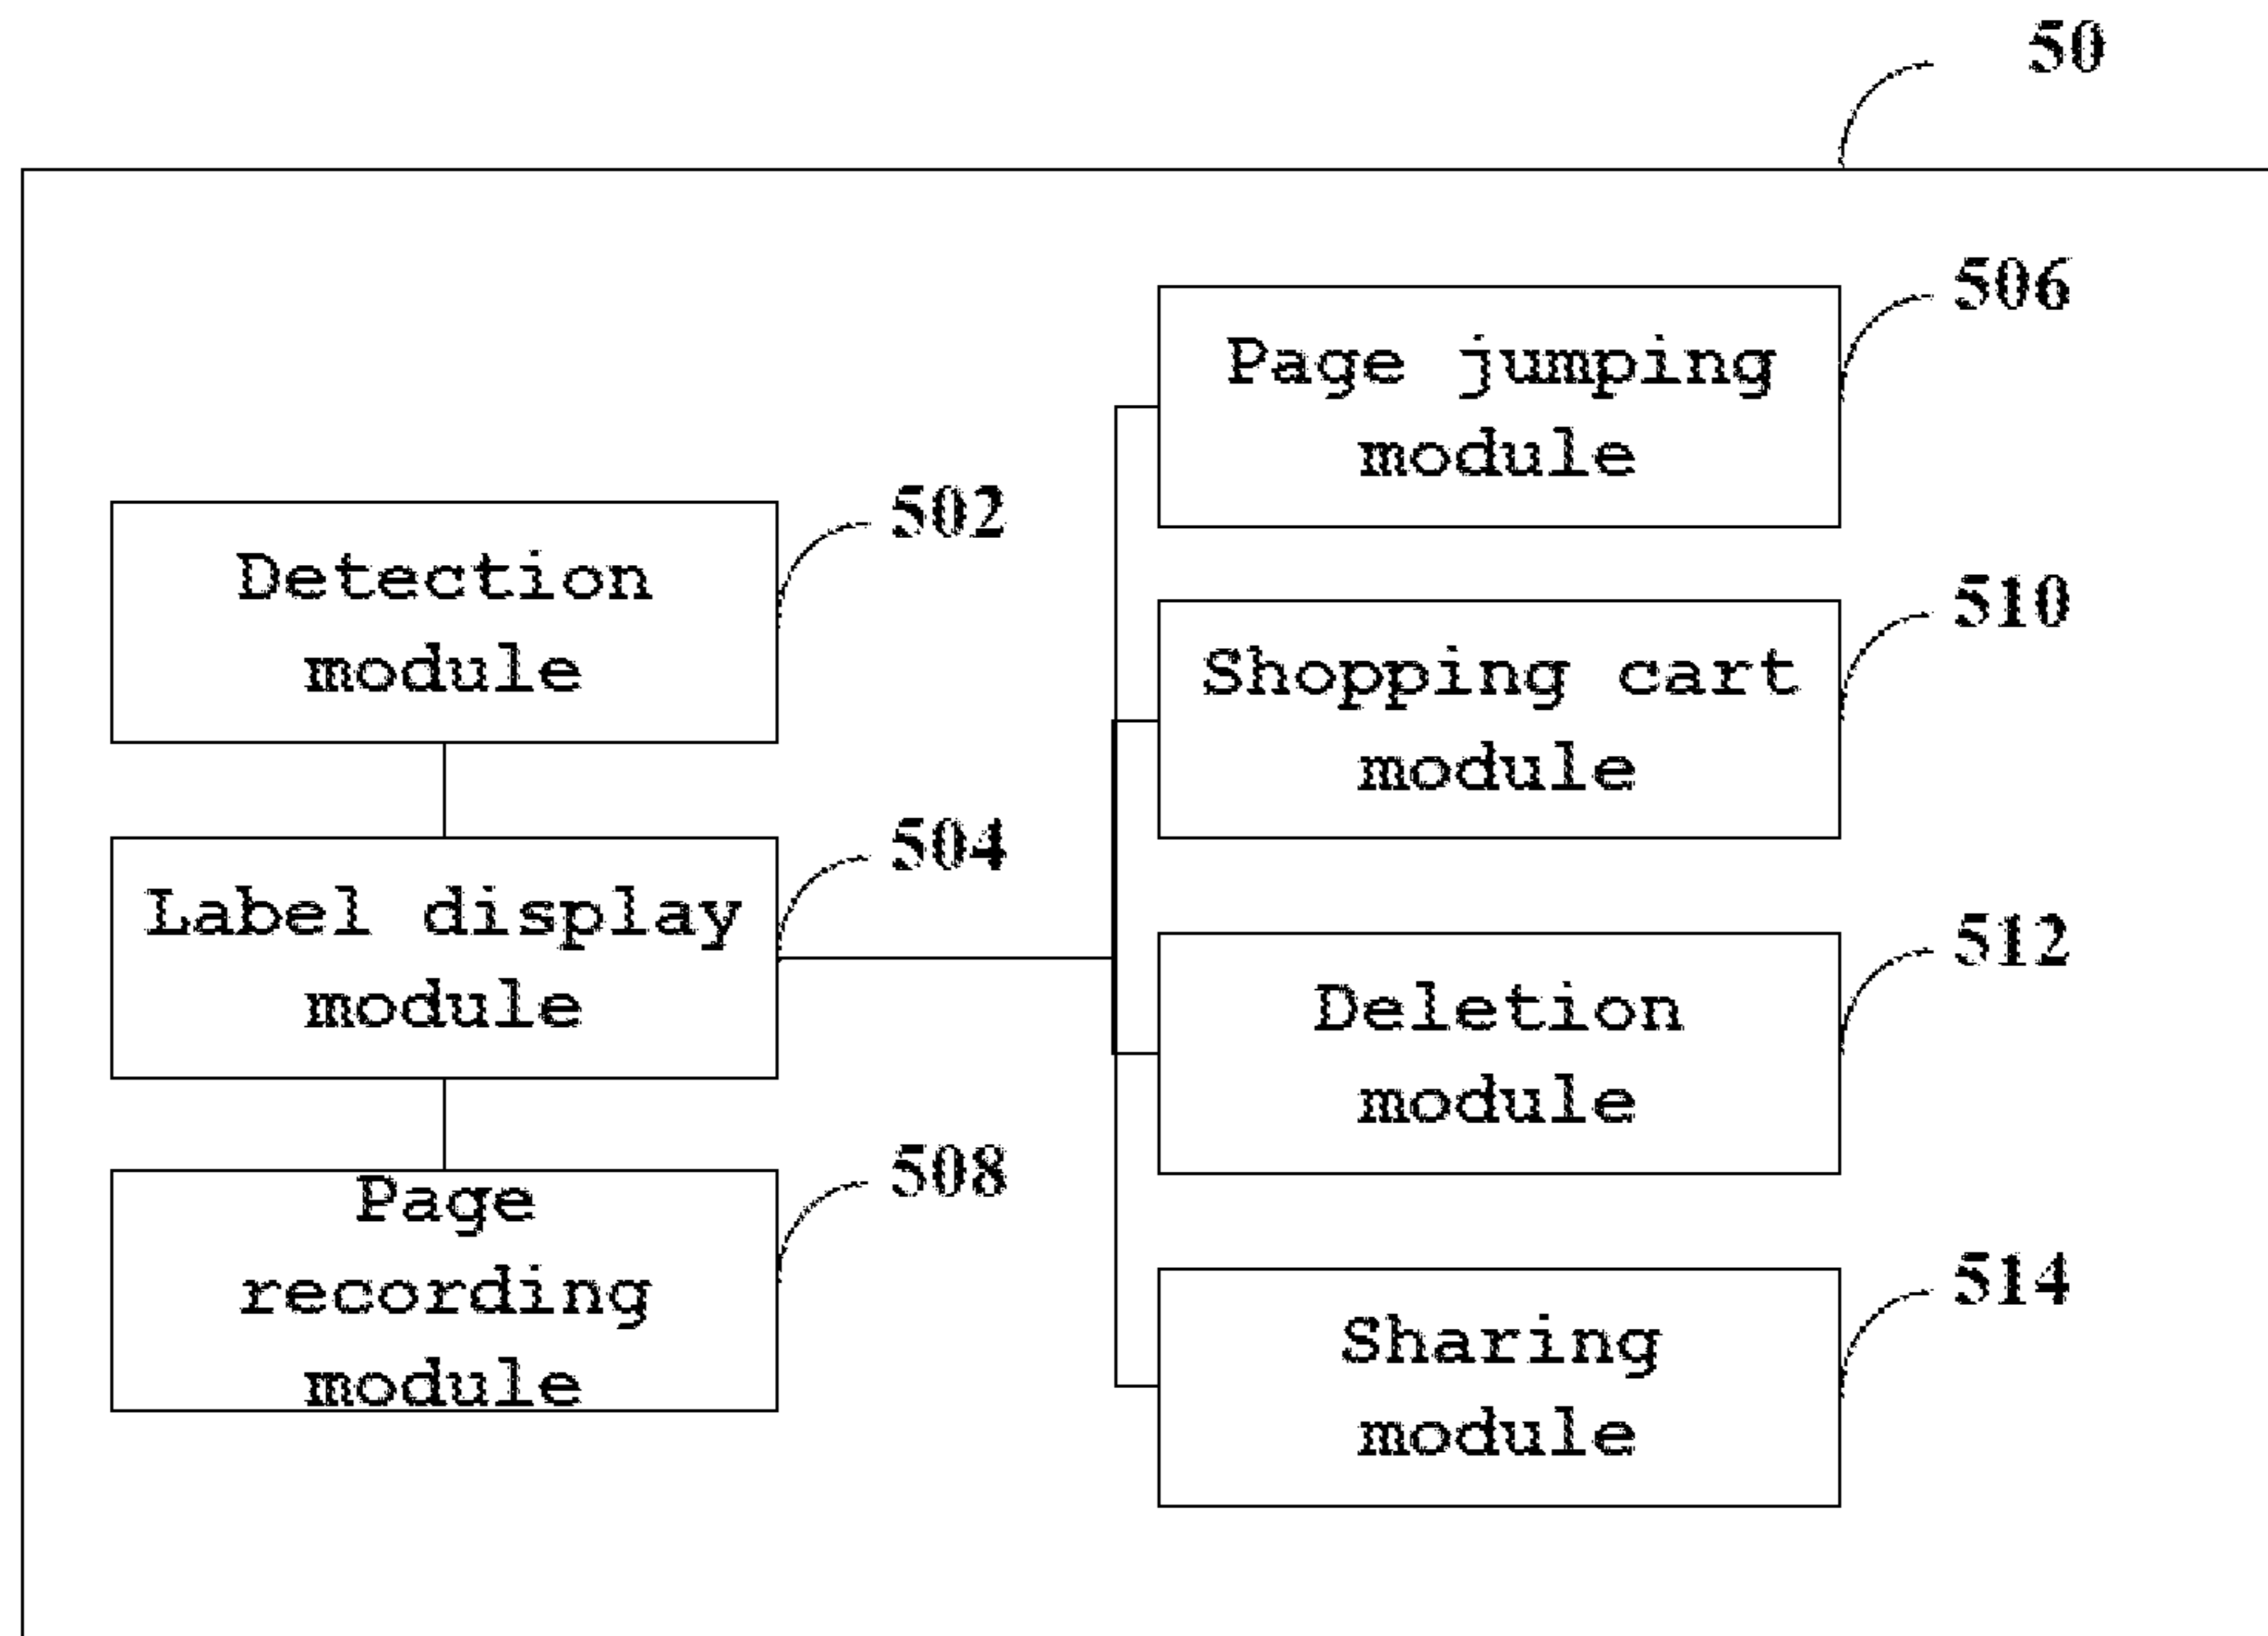 50
Detection
module
502
Label display
module
504
Page
recording
module
508
Page jumping
module
506
Shopping cart
module
510
Deletion
module
512
Sharing
module
514